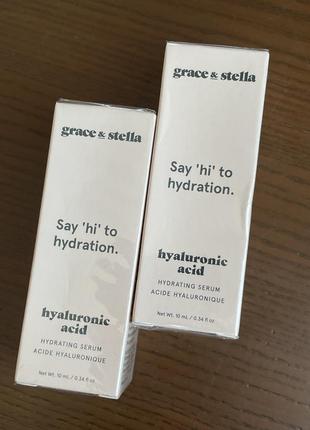 grace & stella
Say 'hi' to
hydration.
hyaluronic
acid
HYDRATING SERUM
ACIDE HYALURONIQUE
Net Wt. 10 mL / 0.34 fl oz
grace & stella
Say 'hi' to
hydration.
hyaluronic
acid
HYDRATING SERUM
ACIDE HYALURONIQUE
Net Wt. 10 mL / 0.34 fl oz